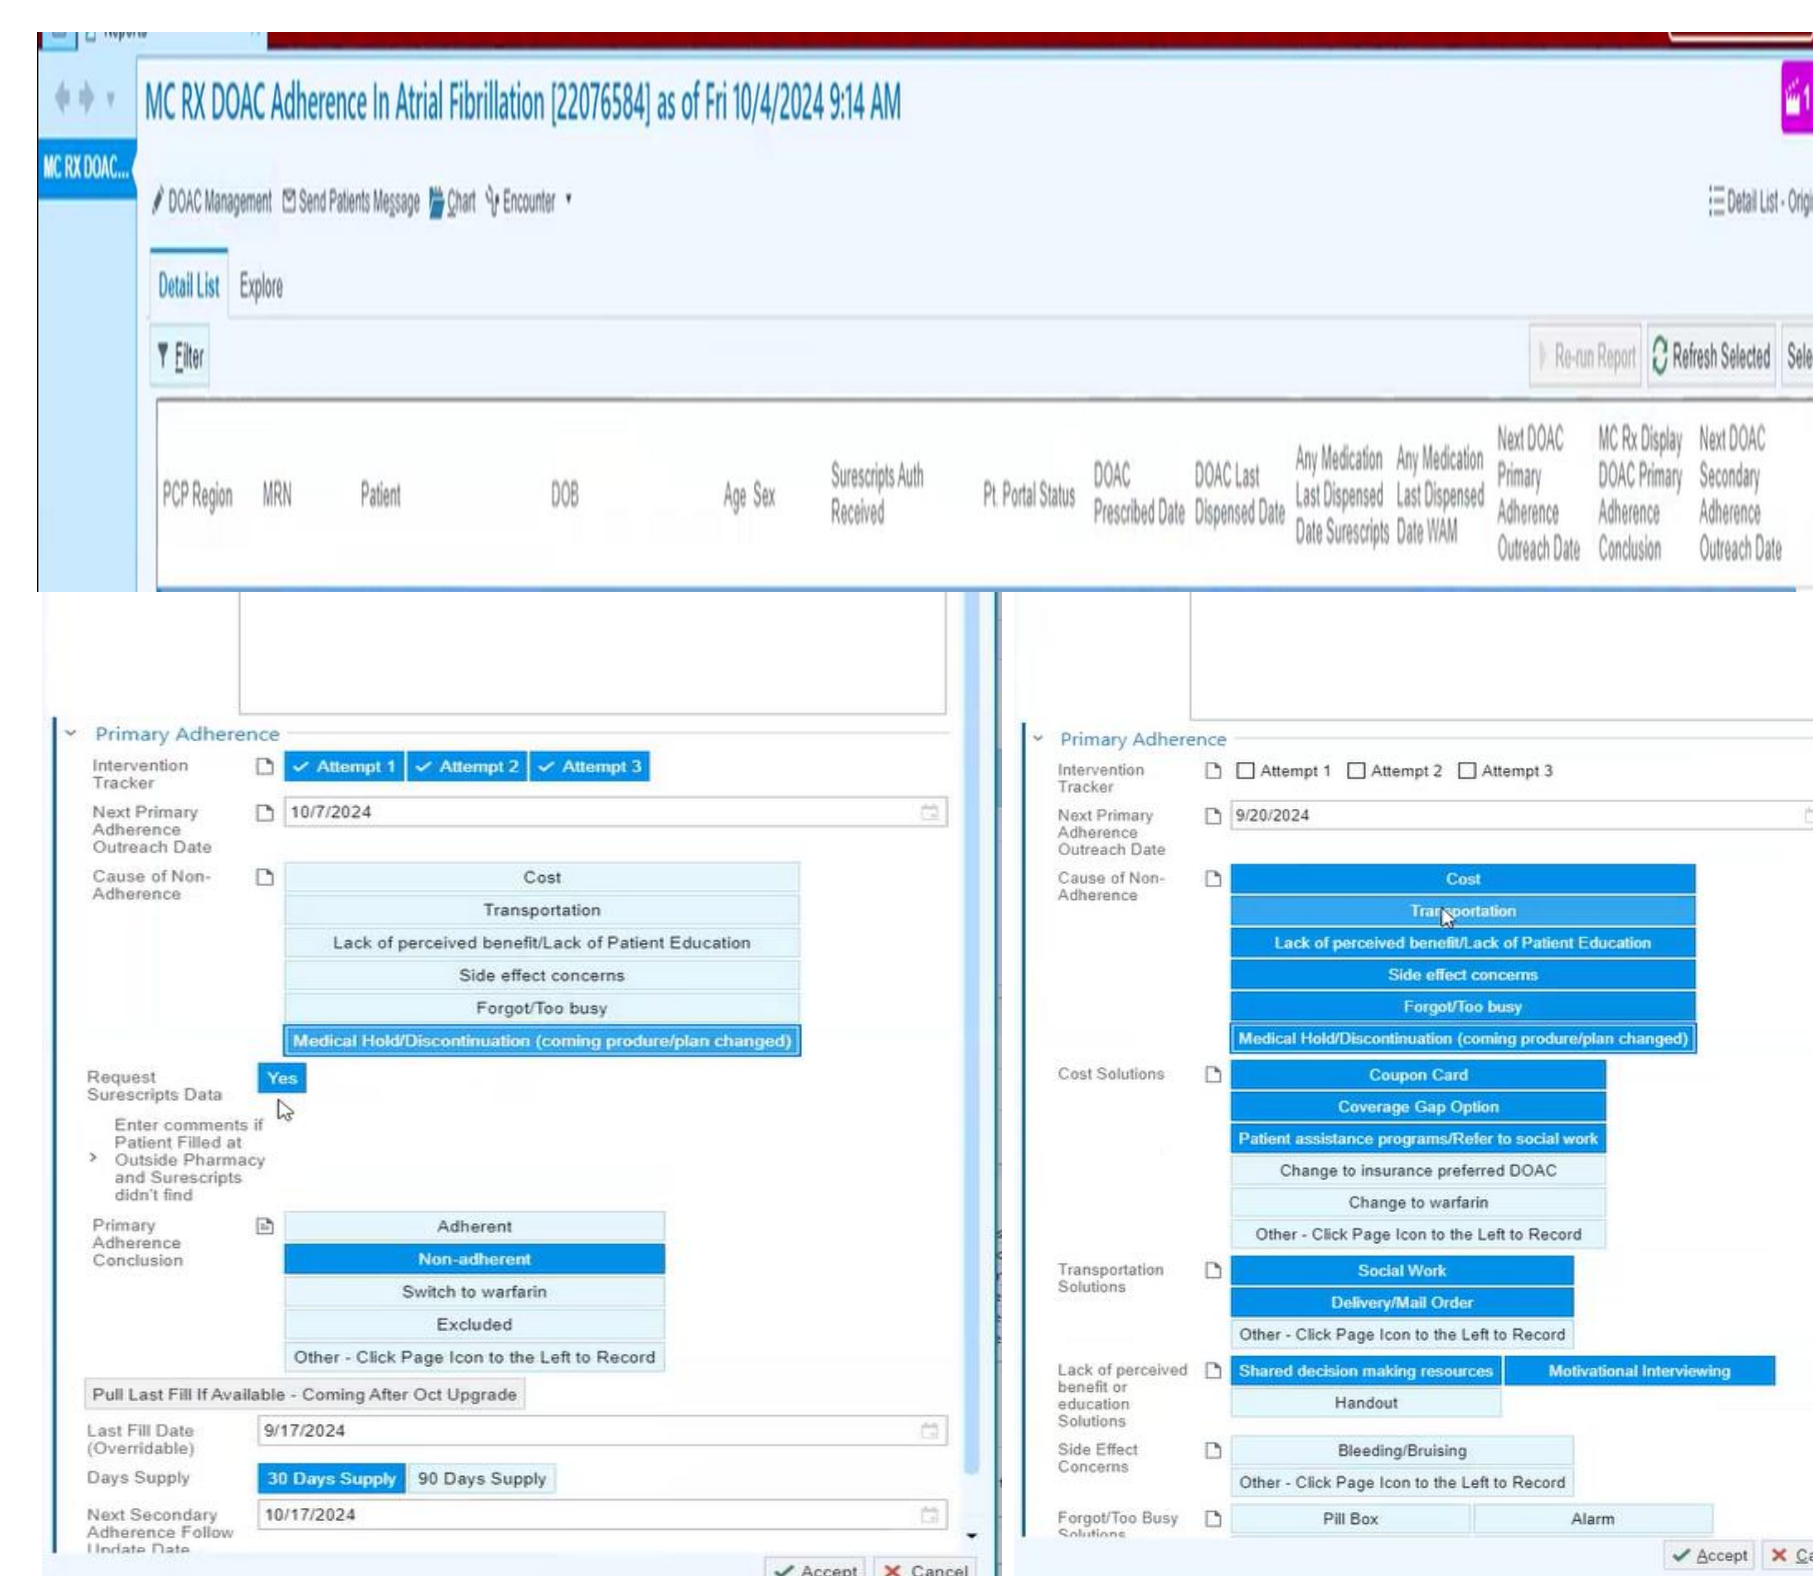 Reports
MC RX DOAC Adherence In Atrial Fibrillation [22076584] as of Fri 10/4/2024 9:14 AM
1
MC RX DOAC...
DOAC Management Send Patients Message Chart Encounter
Detail List - Origi
Detail List Explore
Filter
Re-run Report Refresh Selected Sele
PCP Region
MRN
Patient
DOB
Age Sex
Surescripts Auth
Received
Pt. Portal Status
DOAC
Prescribed Date
DOAC Last
Dispensed Date
Any Medication
Last Dispensed
Date Surescripts
Any Medication
Last Dispensed
Date WAM
Next DOAC
Primary
Adherence
Outreach Date
MC Rx Display
DOAC Primary
Adherence
Conclusion
Next DOAC
Secondary
Adherence
Outreach Date
Primary Adherence
Intervention
Tracker
Attempt 1 Attempt 2 Attempt 3
Next Primary
Adherence
Outreach Date
10/7/2024
Cause of Non-
Adherence
Cost
Transportation
Lack of perceived benefit/Lack of Patient Education
Side effect concerns
Forgot/Too busy
Medical Hold/Discontinuation (coming produre/plan changed)
Request
Surescripts Data
Yes
Enter comments if
Patient Filled at
Outside Pharmacy
and Surescripts
didn't find
Primary
Adherence
Conclusion
Adherent
Non-adherent
Switch to warfarin
Excluded
Other - Click Page Icon to the Left to Record
Pull Last Fill If Available - Coming After Oct Upgrade
Last Fill Date
(Overridable)
9/17/2024
Days Supply
30 Days Supply 90 Days Supply
Next Secondary
Adherence Follow
Update Date
10/17/2024
Accept Cancel
Primary Adherence
Intervention
Tracker
Attempt 1 Attempt 2 Attempt 3
Next Primary
Adherence
Outreach Date
9/20/2024
Cause of Non-
Adherence
Cost
Transportation
Lack of perceived benefit/Lack of Patient Education
Side effect concerns
Forgot/Too busy
Medical Hold/Discontinuation (coming produre/plan changed)
Cost Solutions
Coupon Card
Coverage Gap Option
Patient assistance programs/Refer to social work
Change to insurance preferred DOAC
Change to warfarin
Other - Click Page Icon to the Left to Record
Transportation
Solutions
Social Work
Delivery/Mail Order
Other - Click Page Icon to the Left to Record
Lack of perceived
benefit or
education
Solutions
Shared decision making resources Motivational Interviewing
Handout
Side Effect
Concerns
Bleeding/Bruising
Other - Click Page Icon to the Left to Record
Forgot/Too Busy
Solutions
Pill Box Alarm
Accept Ca